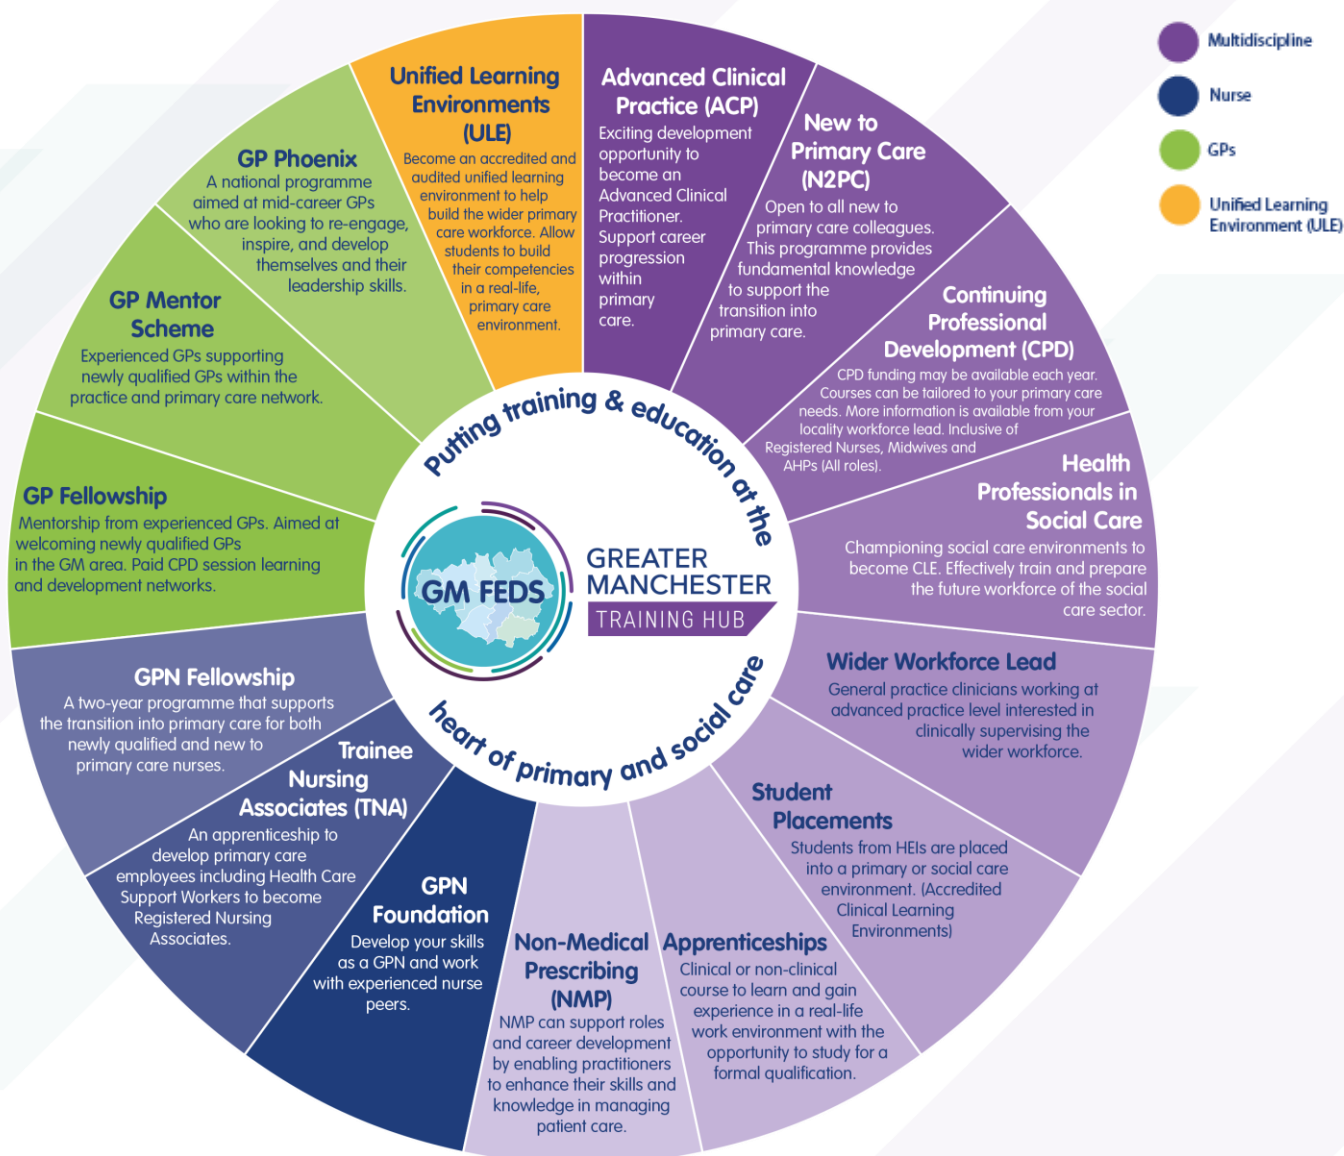 Multidiscipline
Nurse
GPs
Unified Learning
Environment (ULE)
Unified Learning
Environments
(ULE)
Become an accredited and
audited unified learning
environment to help
build the wider primary
care workforce. Allow
students to build
their competencies
in a real-life,
primary care
environment.
Advanced Clinical
Practice (ACP)
Exciting development
opportunity to
become an
Advanced Clinical
Practitioner.
Support career
progression
within
primary
care.
New to
Primary Care
(N2PC)
Open to all new to
primary care colleagues.
This programme provides
fundamental knowledge
to support the
transition into
primary care.
Continuing
Professional
Development (CPD)
CPD funding may be available each year.
Courses can be tailored to your primary care
needs. More information is available from your
locality workforce lead. Inclusive of
Registered Nurses, Midwives and
AHPs (All roles).
Health
Professionals in
Social Care
Championing social care environments to
become CLE. Effectively train and prepare
the future workforce of the social
care sector.
Wider Workforce Lead
General practice clinicians working at
advanced practice level interested in
clinically supervising the
wider workforce.
Student
Placements
Students from HEIs are placed
into a primary or social care
environment. (Accredited
Clinical Learning
Environments)
Apprenticeships
Clinical or non-clinical
course to learn and gain
experience in a real-life
work environment with the
opportunity to study for a
formal qualification.
Non-Medical
Prescribing
(NMP)
NMP can support roles
and career development
by enabling practitioners
to enhance their skills and
knowledge in managing
patient care.
GPN
Foundation
Develop your skills
as a GPN and work
with experienced nurse
peers.
Trainee
Nursing
Associates (TNA)
An apprenticeship to
develop primary care
employees including Health Care
Support Workers to become
Registered Nursing
Associates.
GPN Fellowship
A two-year programme that supports
the transition into primary care for both
newly qualified and new to
primary care nurses.
GP Fellowship
Mentorship from experienced GPs. Aimed at
welcoming newly qualified GPs
in the GM area. Paid CPD session learning
and development networks.
GP Mentor
Scheme
Experienced GPs supporting
newly qualified GPs within the
practice and primary care network.
GP Phoenix
A national programme
aimed at mid-career GPs
who are looking to re-engage,
inspire, and develop
themselves and their
leadership skills.
Putting training & education at the
heart of primary and social care
GM FEDS
GREATER
MANCHESTER
TRAINING HUB